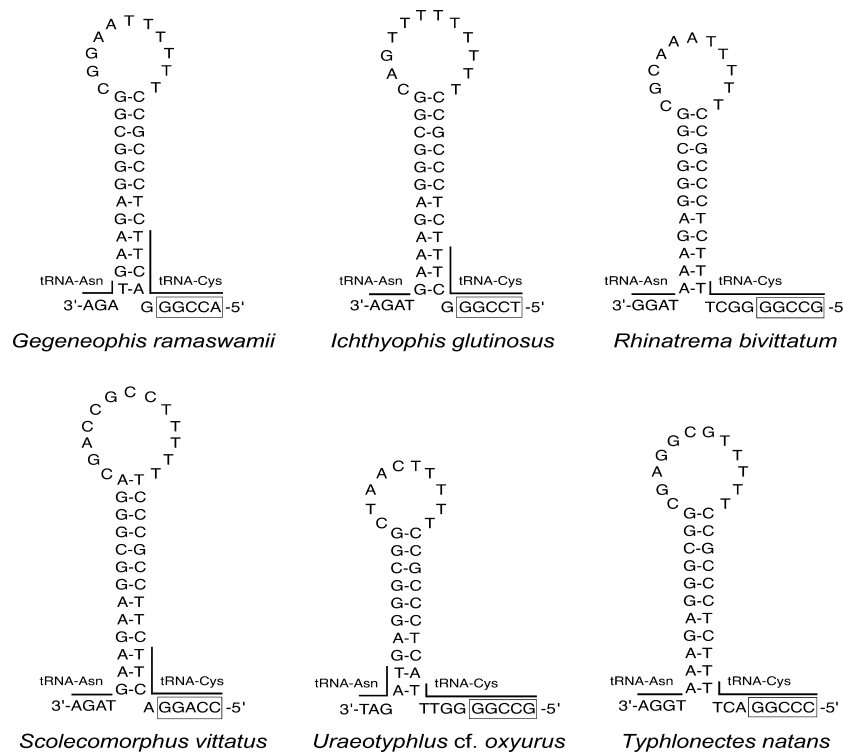 A A T T
A T
G T
G T
C T
G-C
G-C
C-G
G-C
G-C
G-C
A-T
G-C
A-T
A-T
G-C
T-A
tRNA-Asn tRNA-Cys
3'-AGA G GGCCA -5'
Gegeneophis ramaswamii
T T T T
T T
G T
A T
C T
G-C
G-C
C-G
G-C
G-C
G-C
A-T
G-C
A-T
A-T
A-T
G-C
tRNA-Asn tRNA-Cys
3'-AGAT G GGCCT -5'
Ichthyophis glutinosus
A A T
A T
C T
G T
C T
G-C
G-C
C-G
G-C
G-C
G-C
A-T
G-C
A-T
A-T
A-T
tRNA-Asn tRNA-Cys
3'-GGAT TCGG GGCCG -5
Rhinatrema bivittatum
G C C
C T
C T
A T
G T
C T
A-T
G-C
G-C
G-C
C-G
G-C
G-C
A-T
A-T
G-C
A-T
A-T
G-C
tRNA-Asn tRNA-Cys
3'-AGAT A GGACC -5'
Scolecomorphus vittatus
A C T T
A T
T T
C T
G-C
G-C
C-G
G-C
G-C
G-C
A-T
G-C
T-A
A-T
tRNA-Asn tRNA-Cys
3'-TAG TTGG GGCCG -5'
Uraeotyphlus cf. oxyurus
G C G T
G T
A T
G T
C T
G-C
G-C
C-G
G-C
G-C
G-C
A-T
G-C
A-T
A-T
A-T
tRNA-Asn tRNA-Cys
3'-AGGT TCA GGCCC -5'
Typhlonectes natans